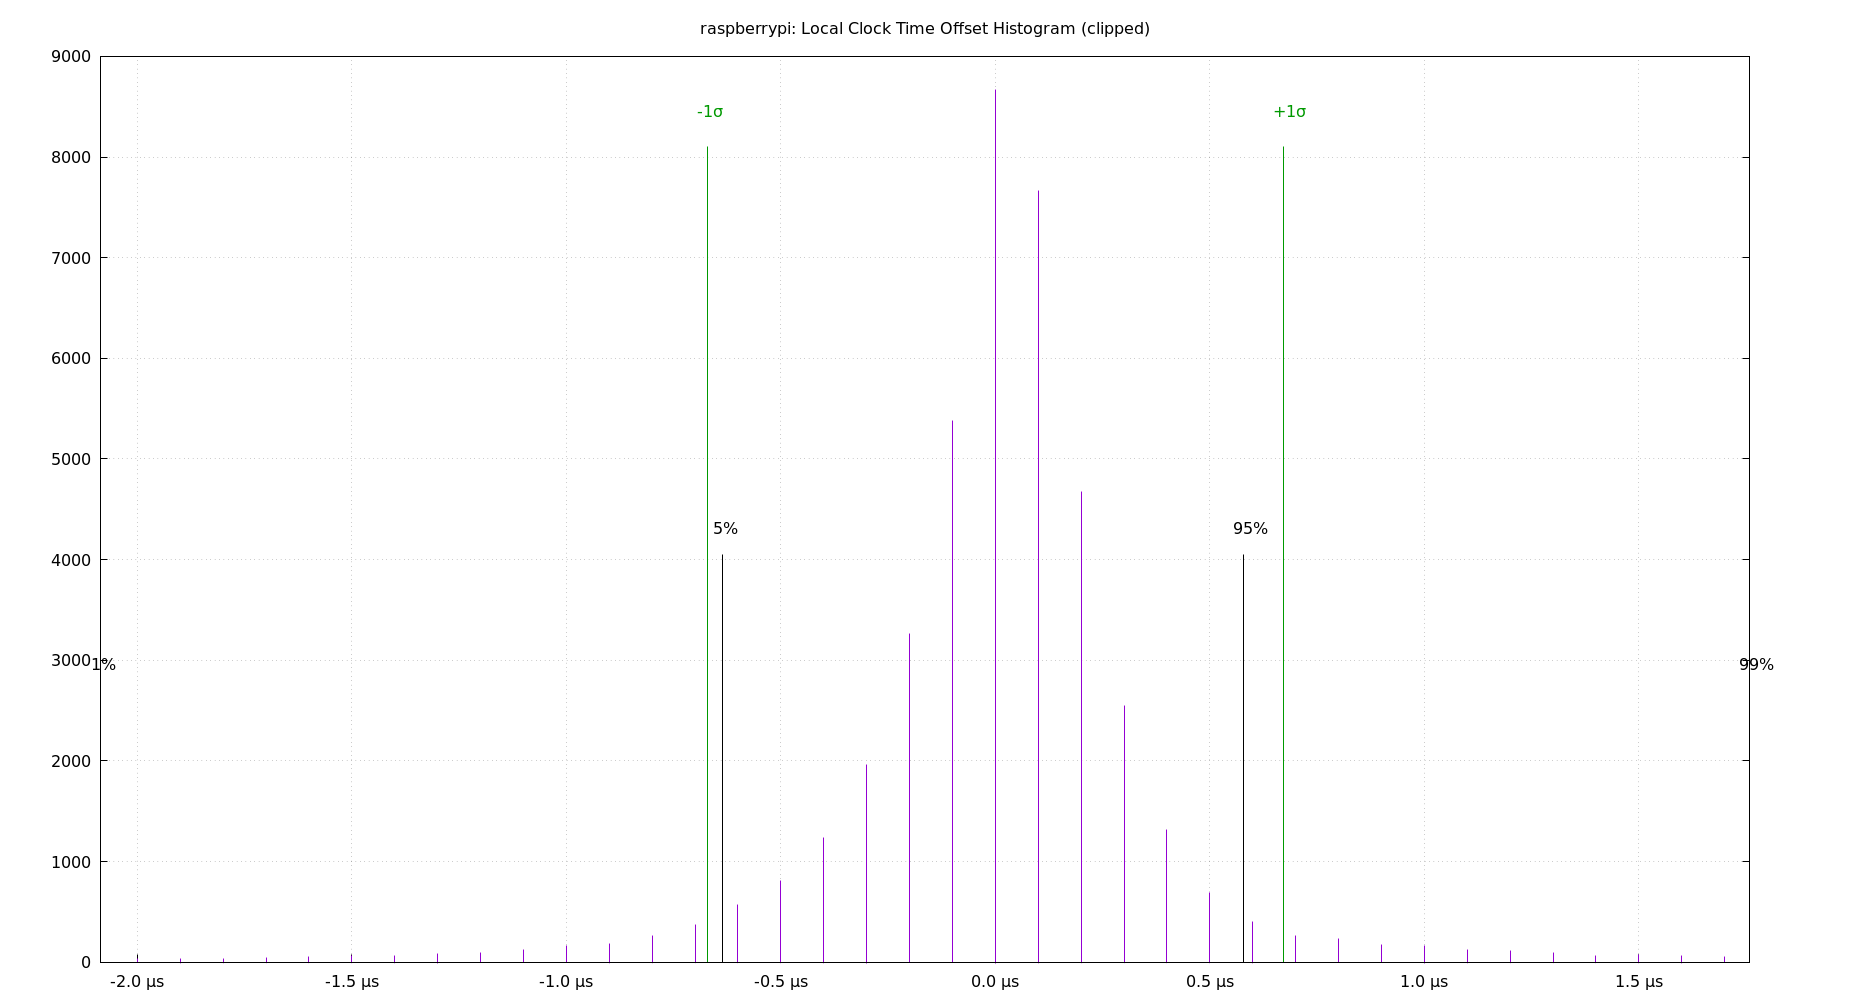 raspberrypi: Local Clock Time Offset Histogram (clipped)
9000
-1σ +1σ
8000
7000
6000
5000
5% 95%
4000
3000 1% 99%
2000
1000
0
-2.0 µs -1.5 µs -1.0 µs -0.5 µs 0.0 µs 0.5 µs 1.0 µs 1.5 µs